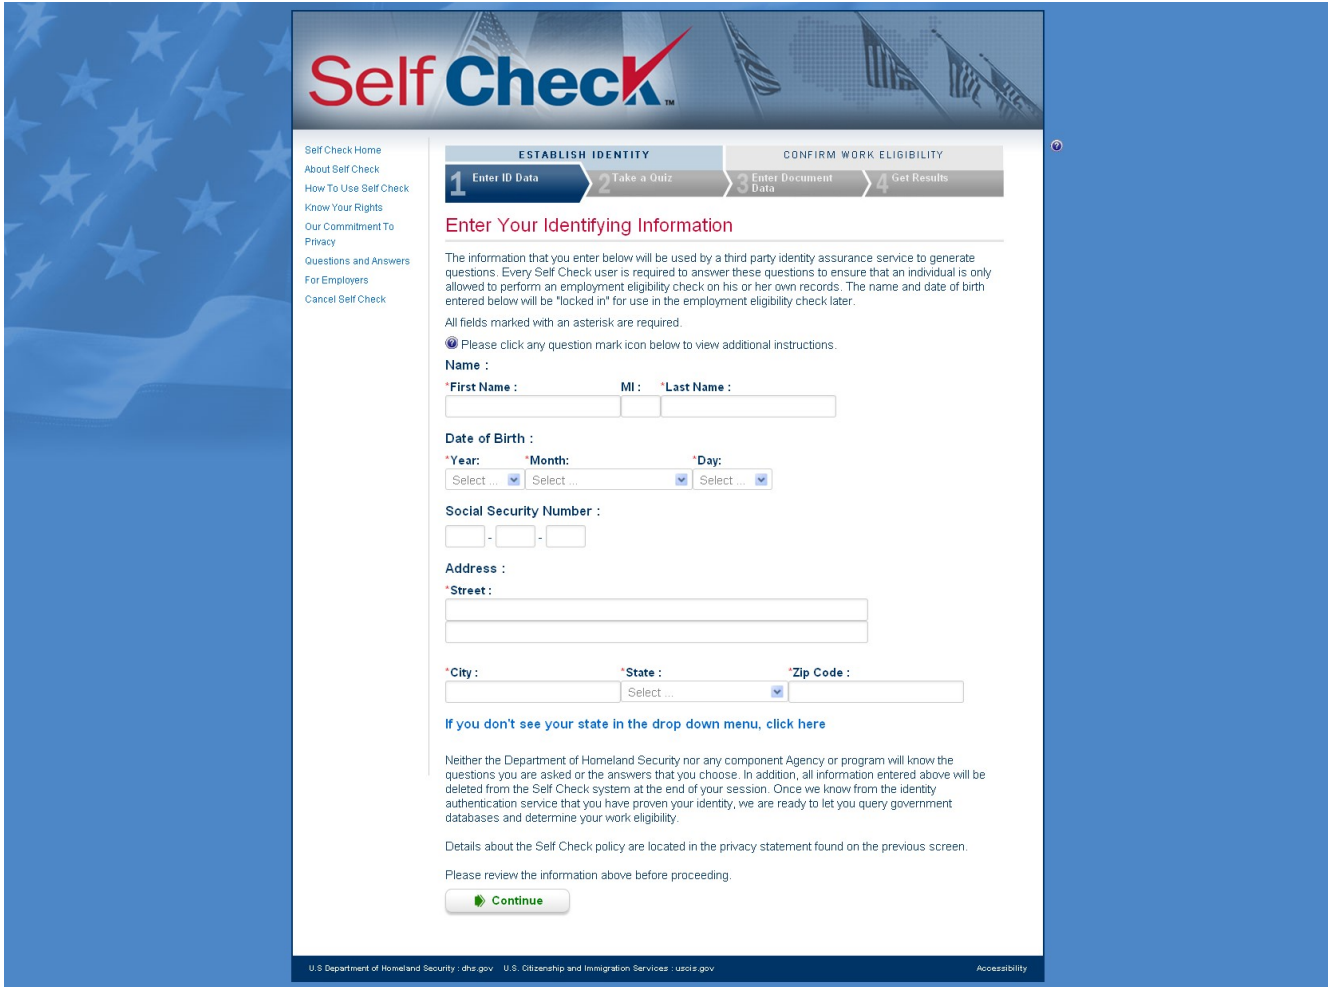 Self Check™
Self Check Home
About Self Check
How To Use Self Check
Know Your Rights
Our Commitment To
Privacy
Questions and Answers
For Employers
Cancel Self Check
ESTABLISH IDENTITY
CONFIRM WORK ELIGIBILITY
1 Enter ID Data
2 Take a Quiz
3 Enter Document
Data
4 Get Results
Enter Your Identifying Information
The information that you enter below will be used by a third party identity assurance service to generate
questions. Every Self Check user is required to answer these questions to ensure that an individual is only
allowed to perform an employment eligibility check on his or her own records. The name and date of birth
entered below will be "locked in" for use in the employment eligibility check later.
All fields marked with an asterisk are required.
? Please click any question mark icon below to view additional instructions.
Name :
*First Name : MI : *Last Name :
Date of Birth :
*Year: *Month: *Day:
Select ... Select ... Select ...
Social Security Number :
- -
Address :
*Street :
*City : *State : *Zip Code :
Select ...
If you don't see your state in the drop down menu, click here
Neither the Department of Homeland Security nor any component Agency or program will know the
questions you are asked or the answers that you choose. In addition, all information entered above will be
deleted from the Self Check system at the end of your session. Once we know from the identity
authentication service that you have proven your identity, we are ready to let you query government
databases and determine your work eligibility.
Details about the Self Check policy are located in the privacy statement found on the previous screen.
Please review the information above before proceeding.
Continue
U.S Department of Homeland Security : dhs.gov U.S. Citizenship and Immigration Services : uscis.gov Accessibility